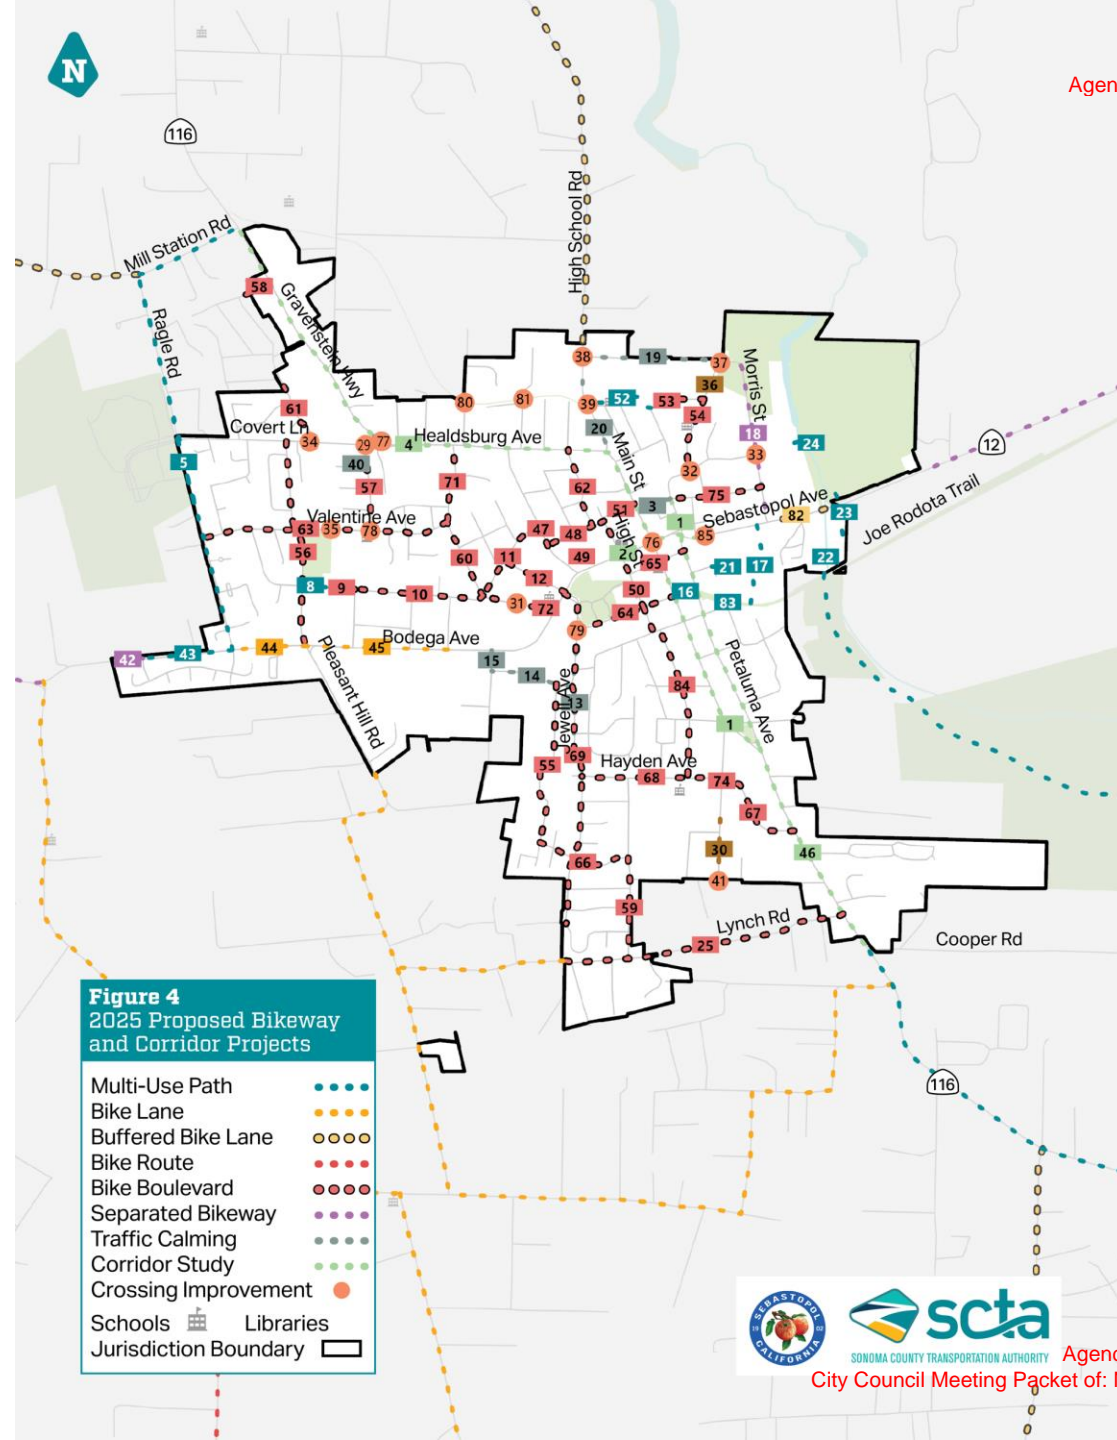 N
Agen
116
High School Rd
Mill Station Rd
58
Gravenstein Hwy
Ragle Rd
38
19
37
Morris St
36
80
81
39
52
53
54
61
Covert Ln
34
29
77
4
Healdsburg Ave
20
Main St
18
24
12
33
5
40
57
71
62
32
75
Sebastopol Ave
51
3
82
23
Joe Rodota Trail
Valentine Ave
63
35
78
47
48
High St
1
76
85
56
60
11
49
2
65
21
17
22
8
9
10
12
31
72
50
16
83
64
79
Bodega Ave
42
43
44
45
15
14
13
Pleasant Hill Rd
Jewell Ave
84
Petaluma Ave
1
55
69
Hayden Ave
68
74
67
30
46
66
41
59
Lynch Rd
25
Cooper Rd
116
Figure 4
2025 Proposed Bikeway
and Corridor Projects
Multi-Use Path
Bike Lane
Buffered Bike Lane
Bike Route
Bike Boulevard
Separated Bikeway
Traffic Calming
Corridor Study
Crossing Improvement
Schools Libraries
Jurisdiction Boundary
SEBASTOPOL
19 02
CALIFORNIA
scta
SONOMA COUNTY TRANSPORTATION AUTHORITY
Agenc
City Council Meeting Packet of: